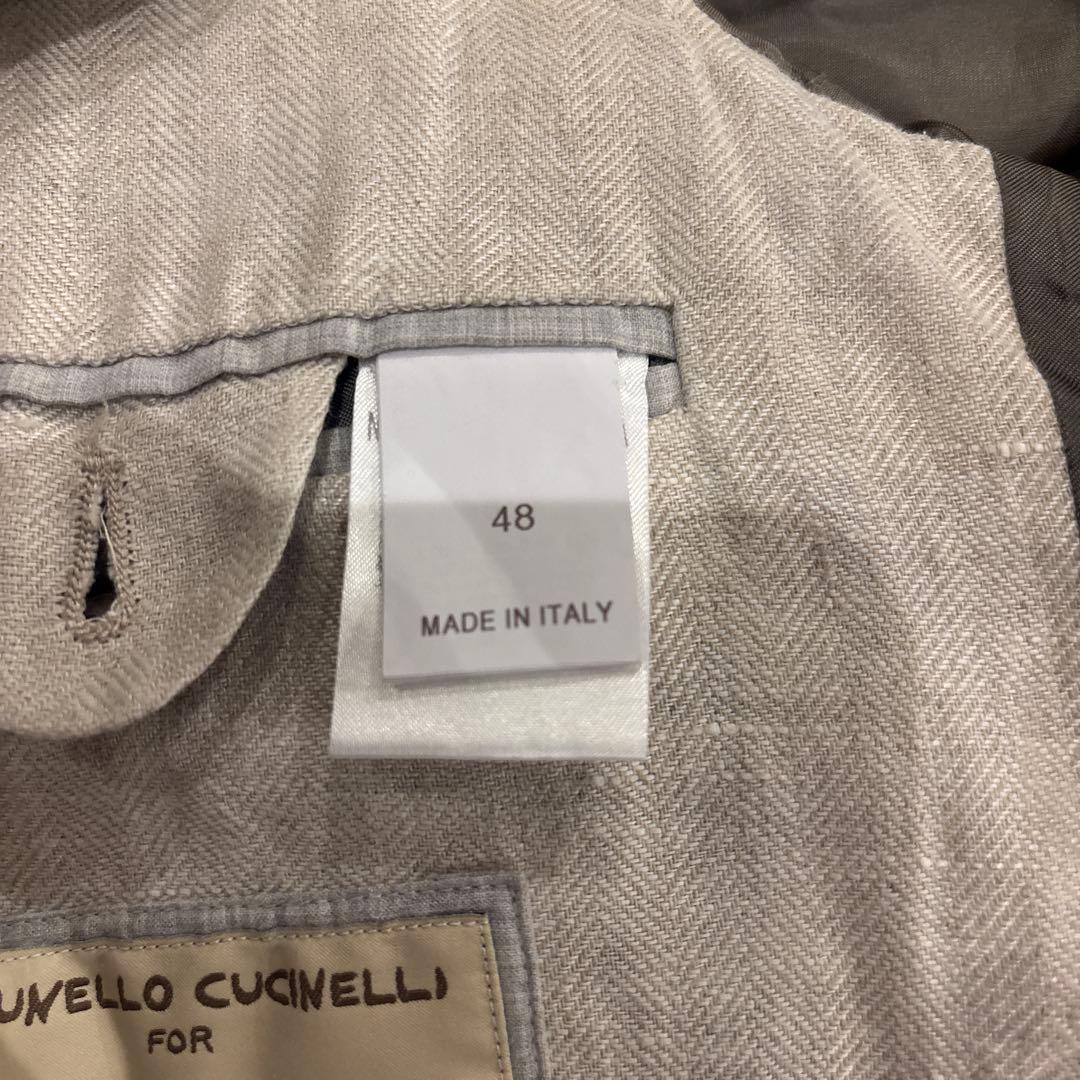 48
MADE IN ITALY
UNELLO CUCINELLI
FOR